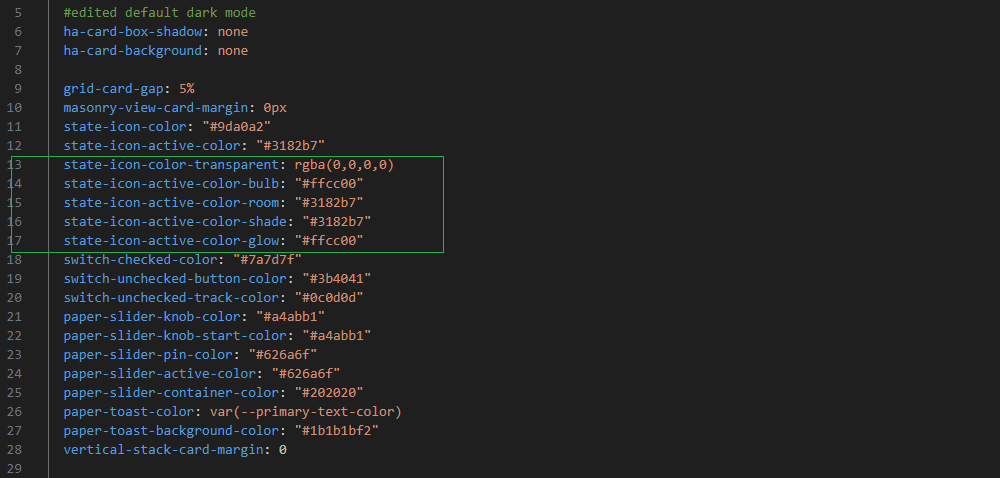 5 #edited default dark mode
6 ha-card-box-shadow: none
7 ha-card-background: none
8
9 grid-card-gap: 5%
10 masonry-view-card-margin: 0px
11 state-icon-color: "#9da0a2"
12 state-icon-active-color: "#3182b7"
13 state-icon-color-transparent: rgba(0,0,0,0)
14 state-icon-active-color-bulb: "#ffcc00"
15 state-icon-active-color-room: "#3182b7"
16 state-icon-active-color-shade: "#3182b7"
17 state-icon-active-color-glow: "#ffcc00"
18 switch-checked-color: "#7a7d7f"
19 switch-unchecked-button-color: "#3b4041"
20 switch-unchecked-track-color: "#0c0d0d"
21 paper-slider-knob-color: "#a4abb1"
22 paper-slider-knob-start-color: "#a4abb1"
23 paper-slider-pin-color: "#626a6f"
24 paper-slider-active-color: "#626a6f"
25 paper-slider-container-color: "#202020"
26 paper-toast-color: var(--primary-text-color)
27 paper-toast-background-color: "#1b1b1bf2"
28 vertical-stack-card-margin: 0
29